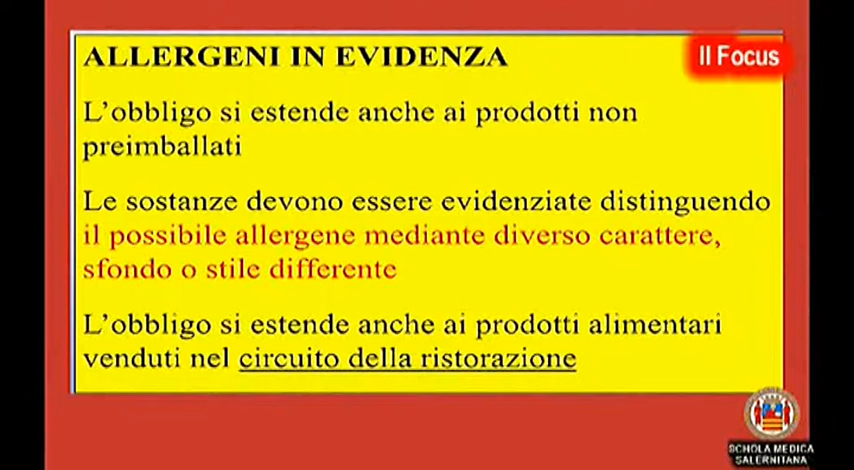 ALLERGENI IN EVIDENZA
Il Focus
L'obbligo si estende anche ai prodotti non
preimballati
Le sostanze devono essere evidenziate distinguendo
il possibile allergene mediante diverso carattere,
sfondo o stile differente
L'obbligo si estende anche ai prodotti alimentari
venduti nel circuito della ristorazione
SCHOLA MEDICA
SALERNITANA